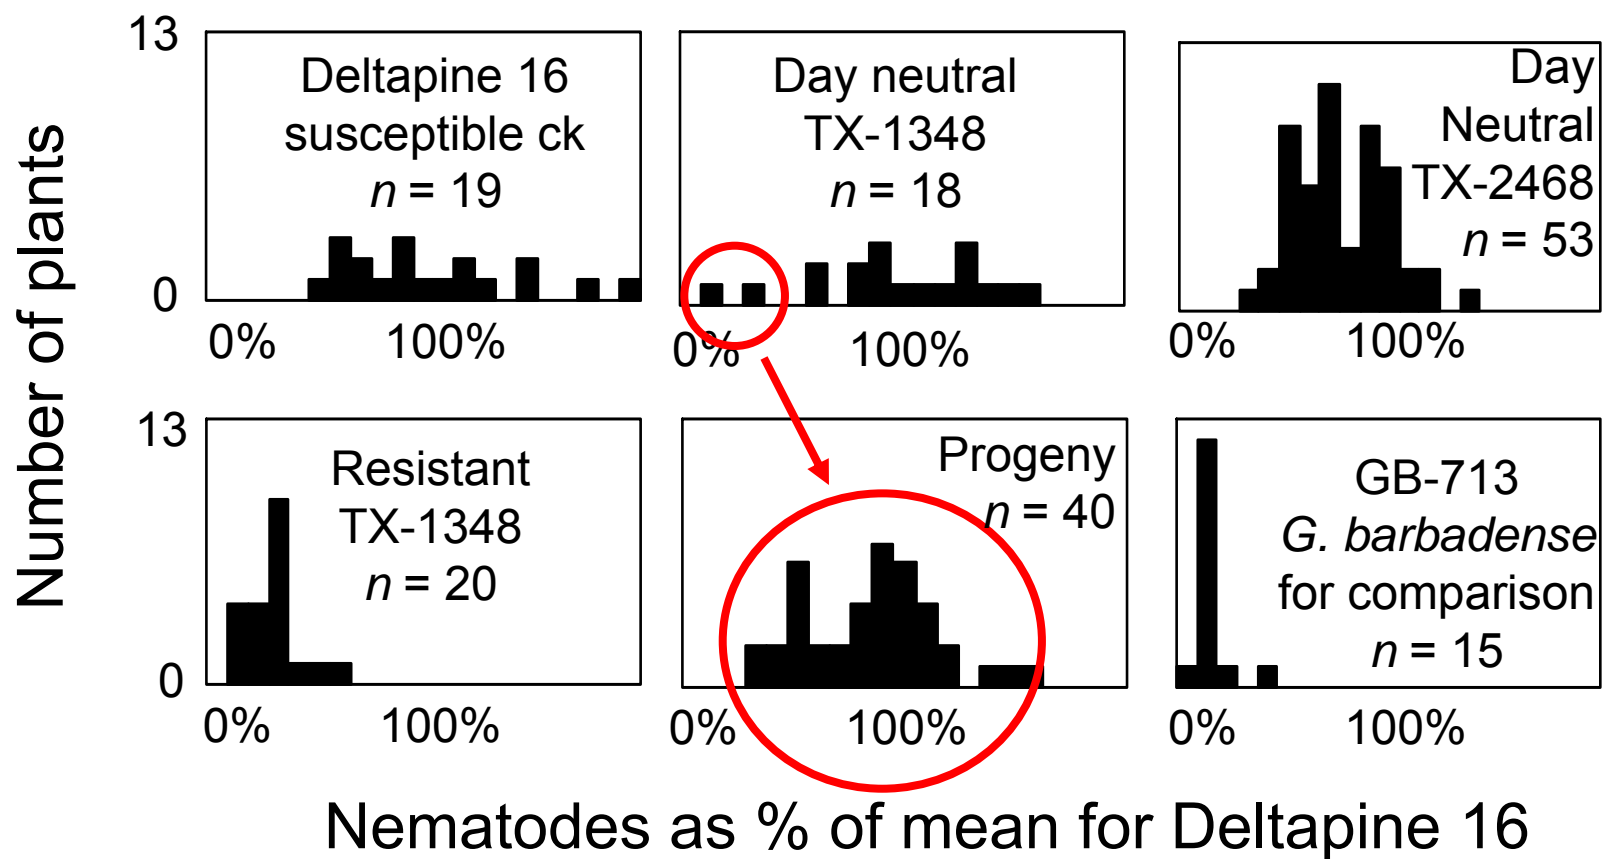 Number of plants
13
0
Deltapine 16
susceptible ck
n = 19
0% 100%
Day neutral
TX-1348
n = 18
0% 100%
Day
Neutral
TX-2468
n = 53
0% 100%
13
0
Resistant
TX-1348
n = 20
0% 100%
Progeny
n = 40
0% 100%
GB-713
G. barbadense
for comparison
n = 15
0% 100%
Nematodes as % of mean for Deltapine 16